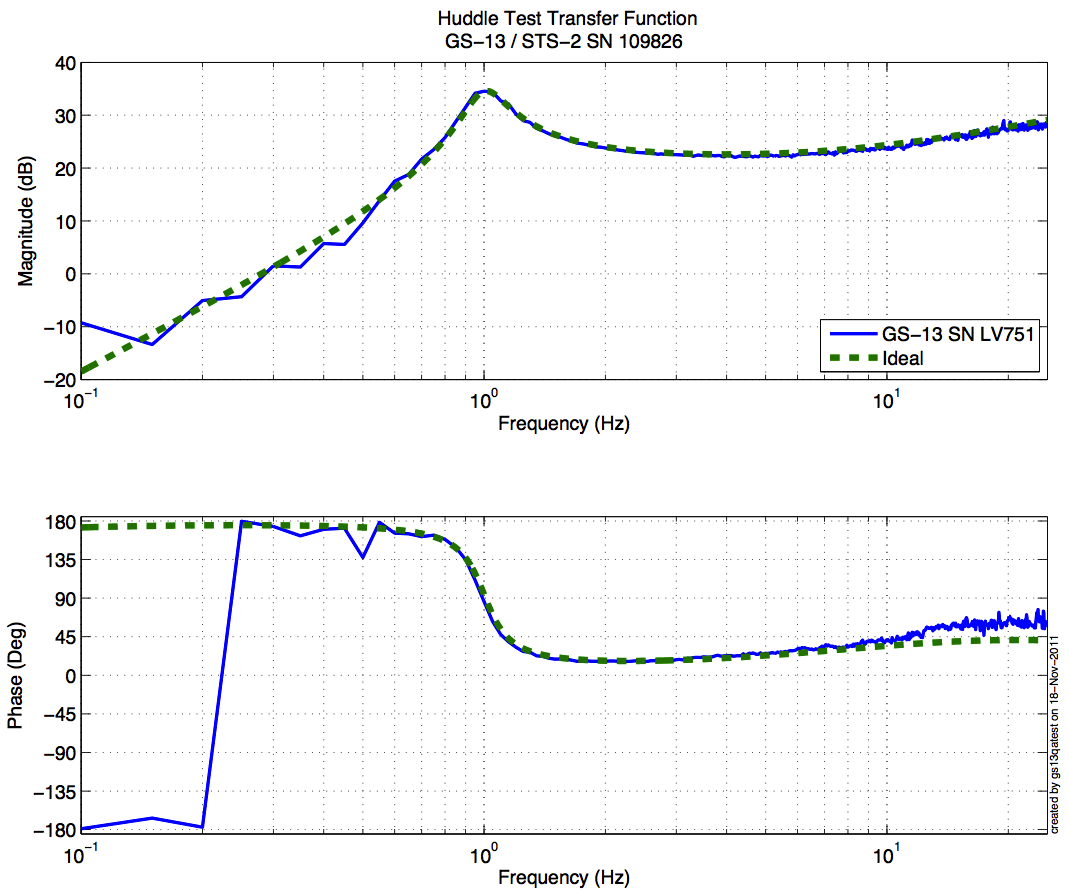 Huddle Test Transfer Function
GS−13 / STS−2 SN 109826
Magnitude (dB)
40
30
20
10
0
−10
−20
GS−13 SN LV751
Ideal
10−1
100
101
Frequency (Hz)
Phase (Deg)
180
135
90
45
0
−45
−90
−135
−180
10−1
100
101
Frequency (Hz)
created by gs13qatest on 18−Nov−2011